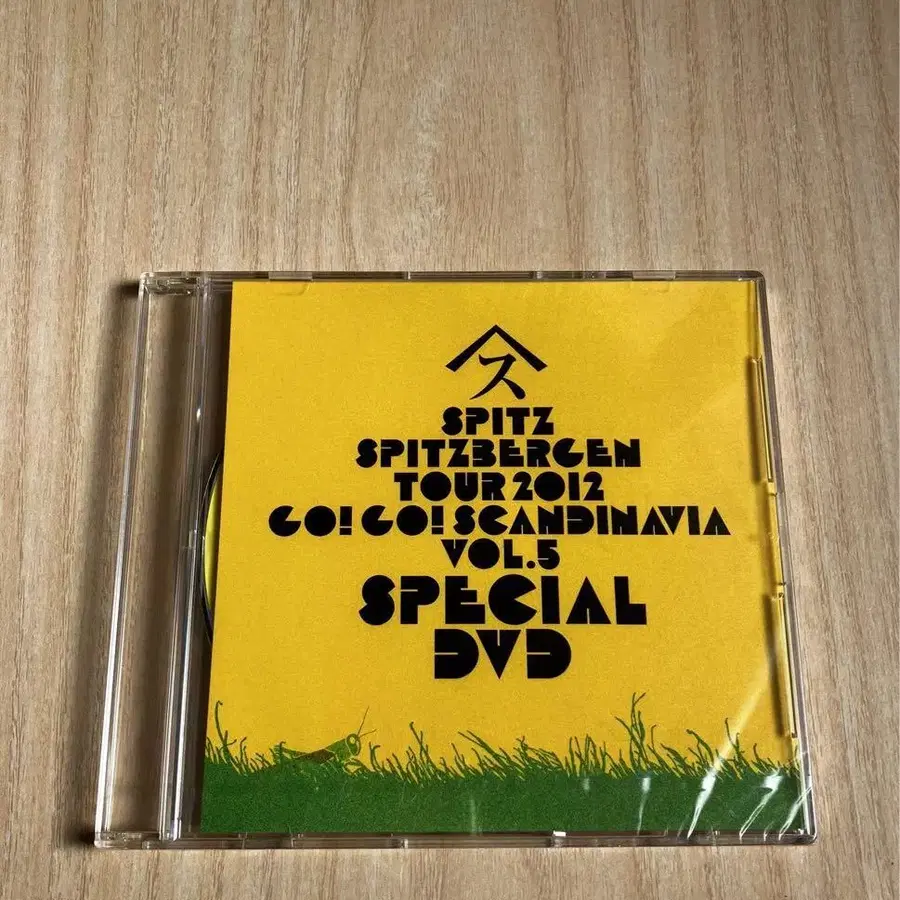 ス
SPITZ
SPITZBERGEN
TOUR 2012
GO! GO! SCANDINAVIA
VOL.5
SPECIAL
DVD